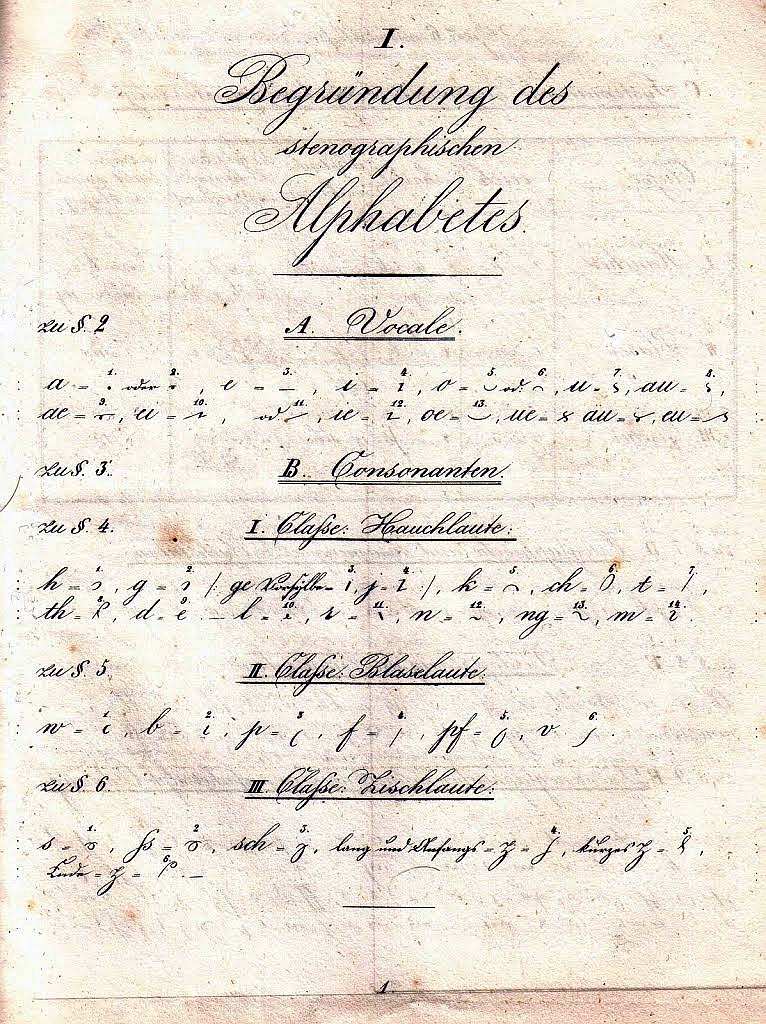 I.
Begründung des
stenographischen
Alphabetes.
zu §. 2 A. Vocale.
a = 1. oder 2. , e = 3. , i = 4. , o = 5. od: 6. , u = 7. , au = 8. ,
ae = 9. , ei = 10. , od 11. , ie = 12. , oe = 13. , ue = äu = , eu =
zu §. 3. B. Consonanten.
zu §. 4. I. Claſse: Hauchlaute:
h = 1. , g = 2. /: ge Vorsylbe = 3. , j = 4. :/, k = 5. , ch = 6. , t = 7. ,
th = 8. , d = 9. – l = 10. , r = 11. , n = 12. , ng = 13. , m = 14. .
zu §. 5. II. Claſse: Blaselaute.
w = 1. , b = 2. , p = 3. , f = 4. , pf = 5. , v 6. .
zu §. 6. III. Claſse: Zischlaute:
s = 1. , ſs = 2. , sch = 3. , lang und Anfangs = z = 4. , kurzes z = 5. ,
Ende = z = 6. . –
1.